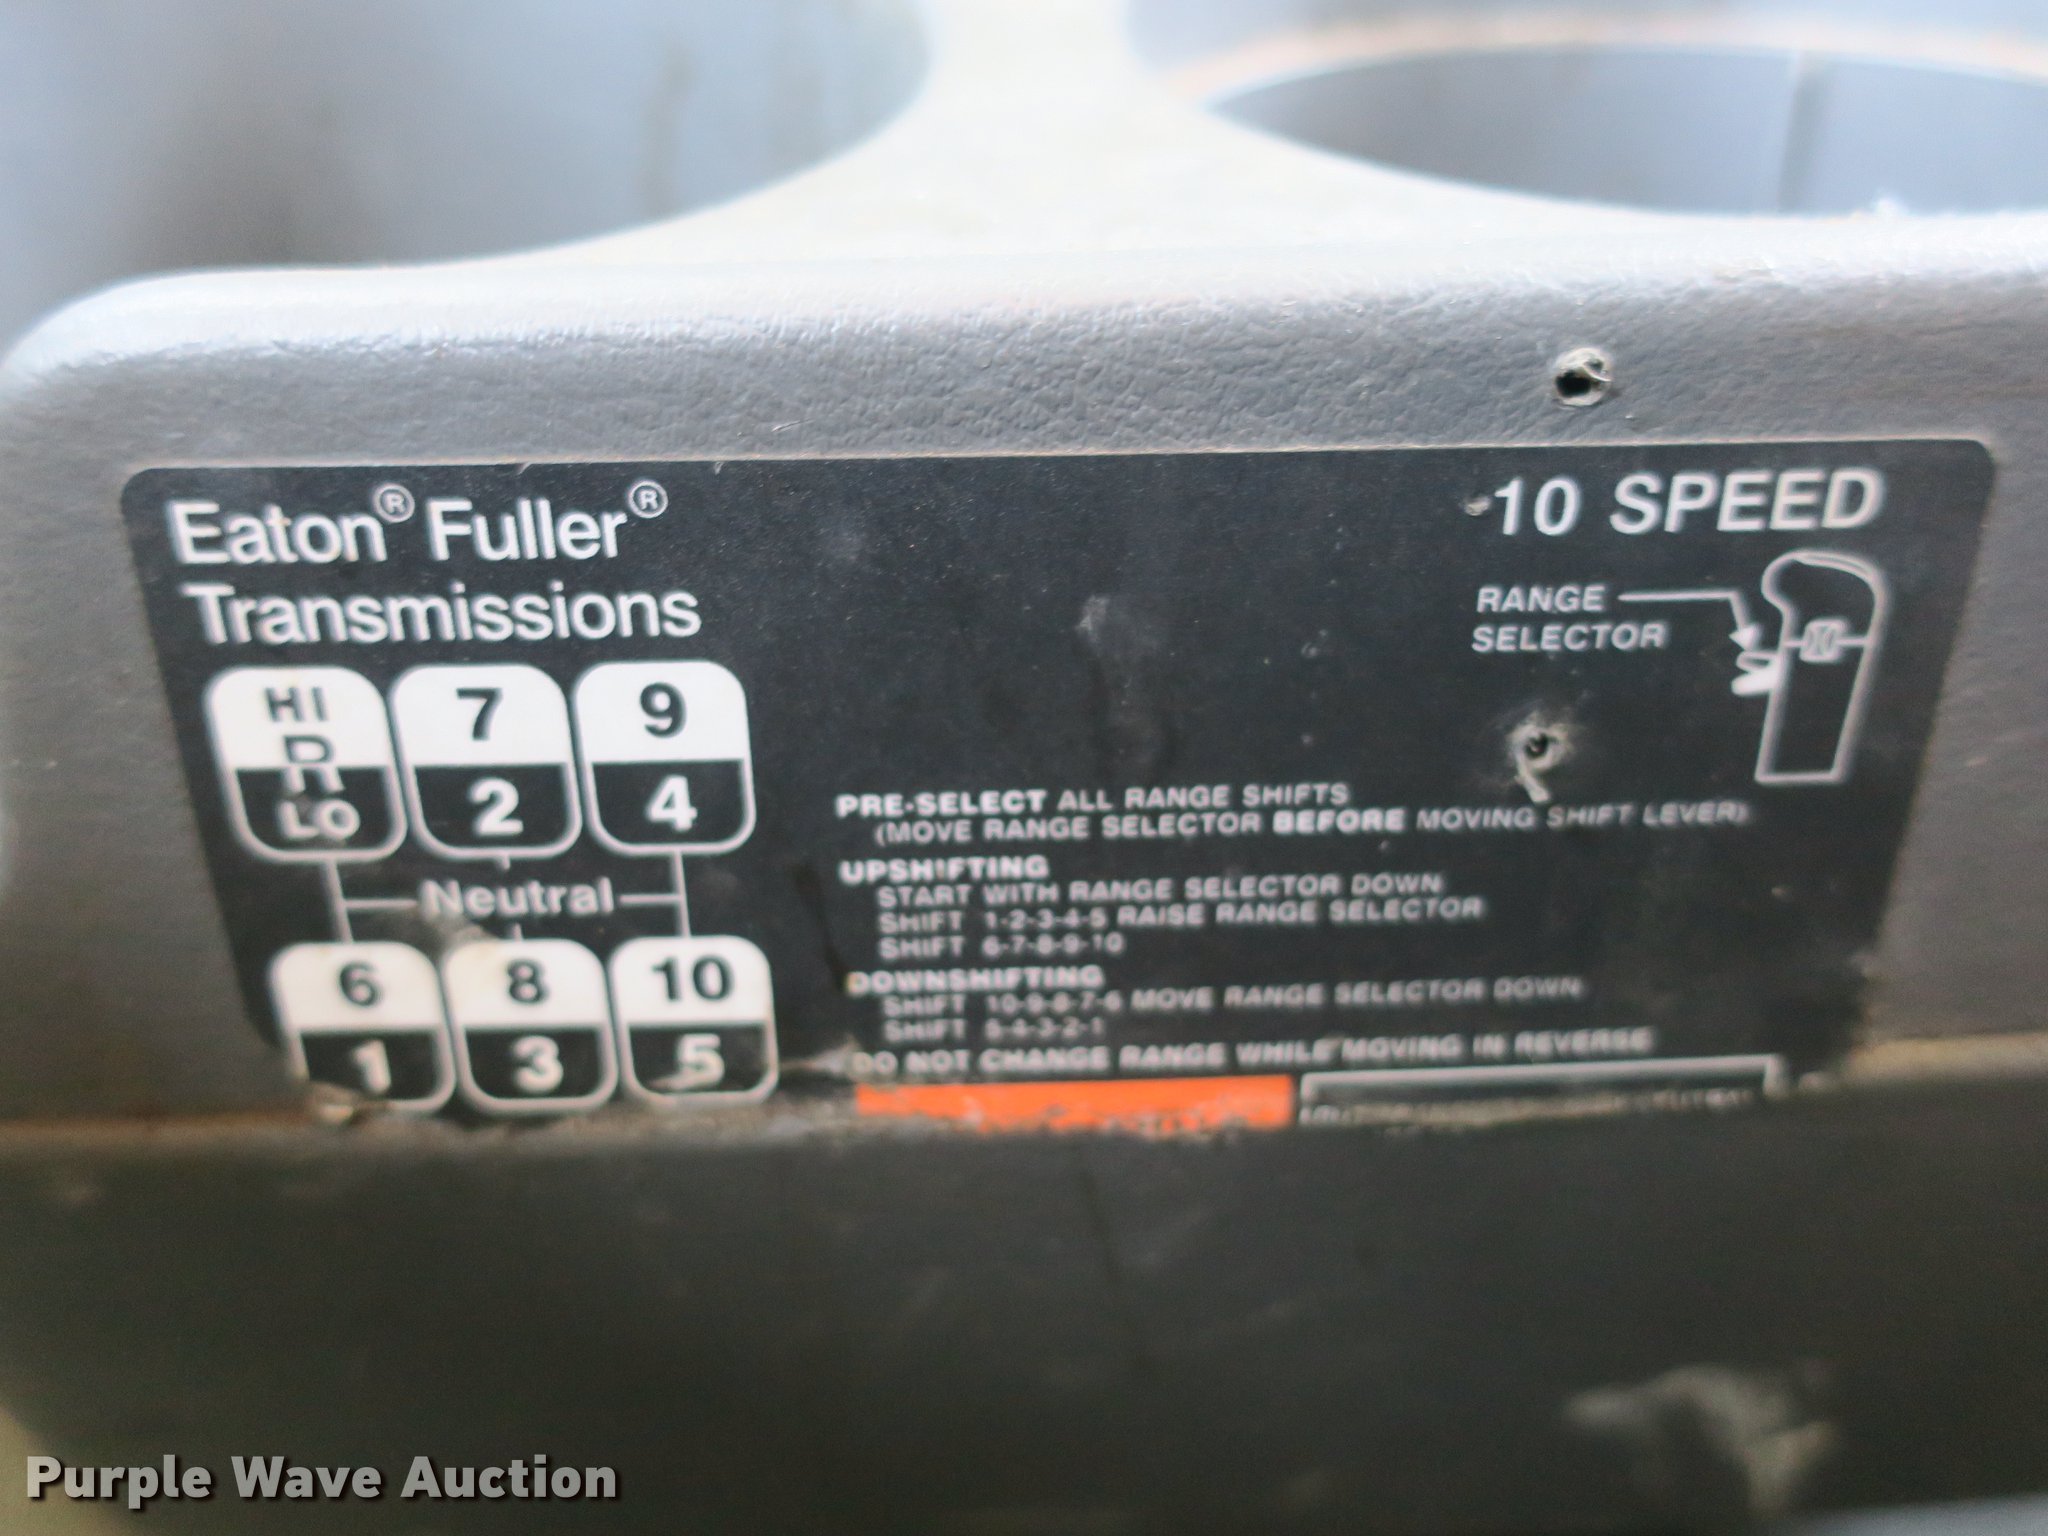 Eaton® Fuller®
Transmissions
10 SPEED
RANGE
SELECTOR
HI
R
LO
7
2
9
4
Neutral
6
1
8
3
10
5
PRE-SELECT ALL RANGE SHIFTS
(MOVE RANGE SELECTOR BEFORE MOVING SHIFT LEVER)
UPSHIFTING
START WITH RANGE SELECTOR DOWN
SHIFT 1-2-3-4-5 RAISE RANGE SELECTOR
SHIFT 6-7-8-9-10
DOWNSHIFTING
SHIFT 10-9-8-7-6 MOVE RANGE SELECTOR DOWN
SHIFT 5-4-3-2-1
DO NOT CHANGE RANGE WHILE MOVING IN REVERSE
Purple Wave Auction